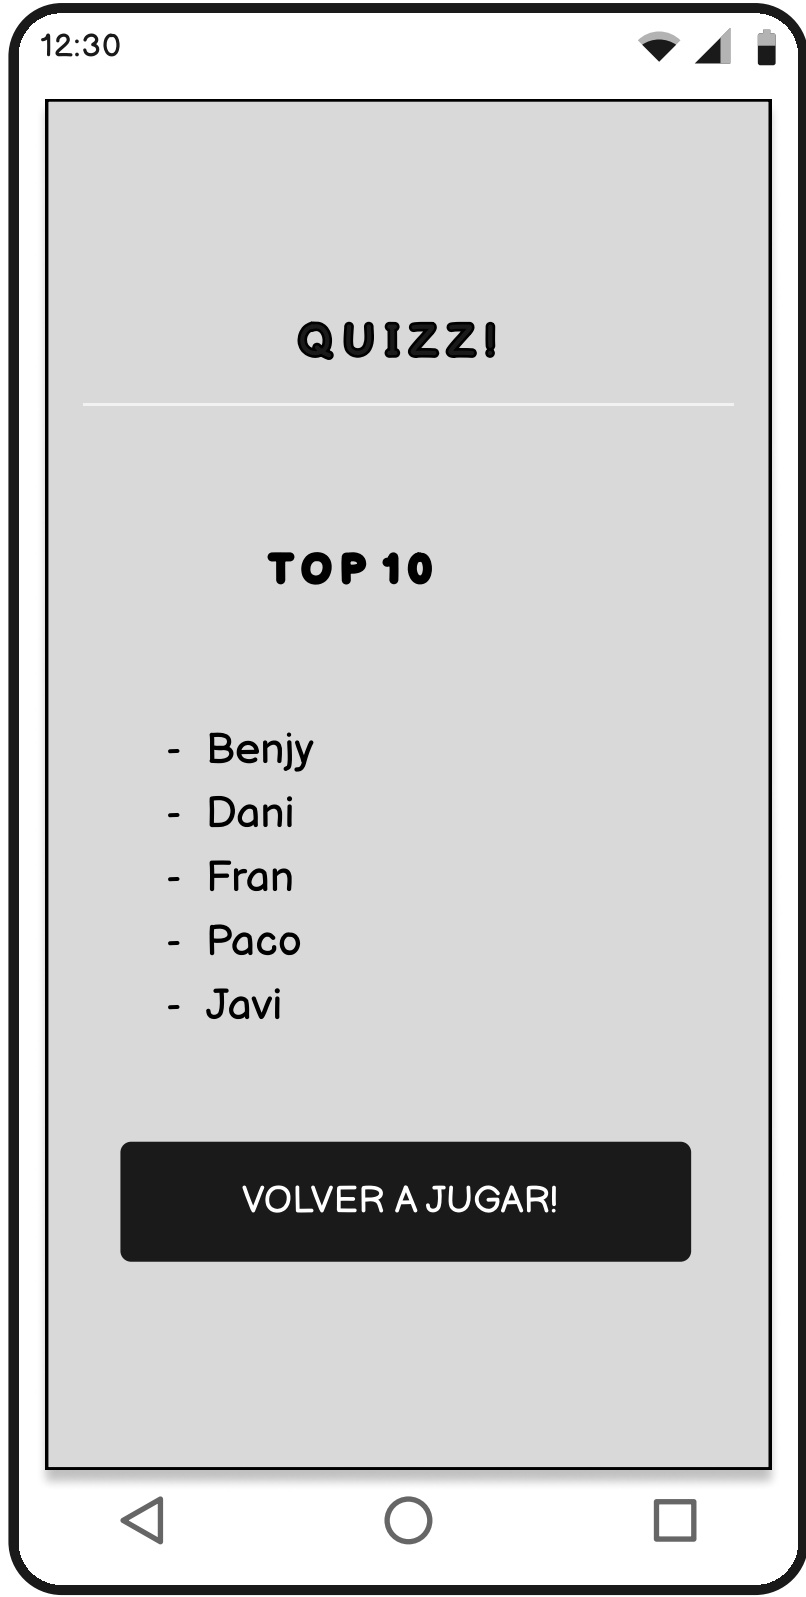 12:30
QUIZZ!
TOP 10
- Benjy
- Dani
- Fran
- Paco
- Javi
VOLVER A JUGAR!